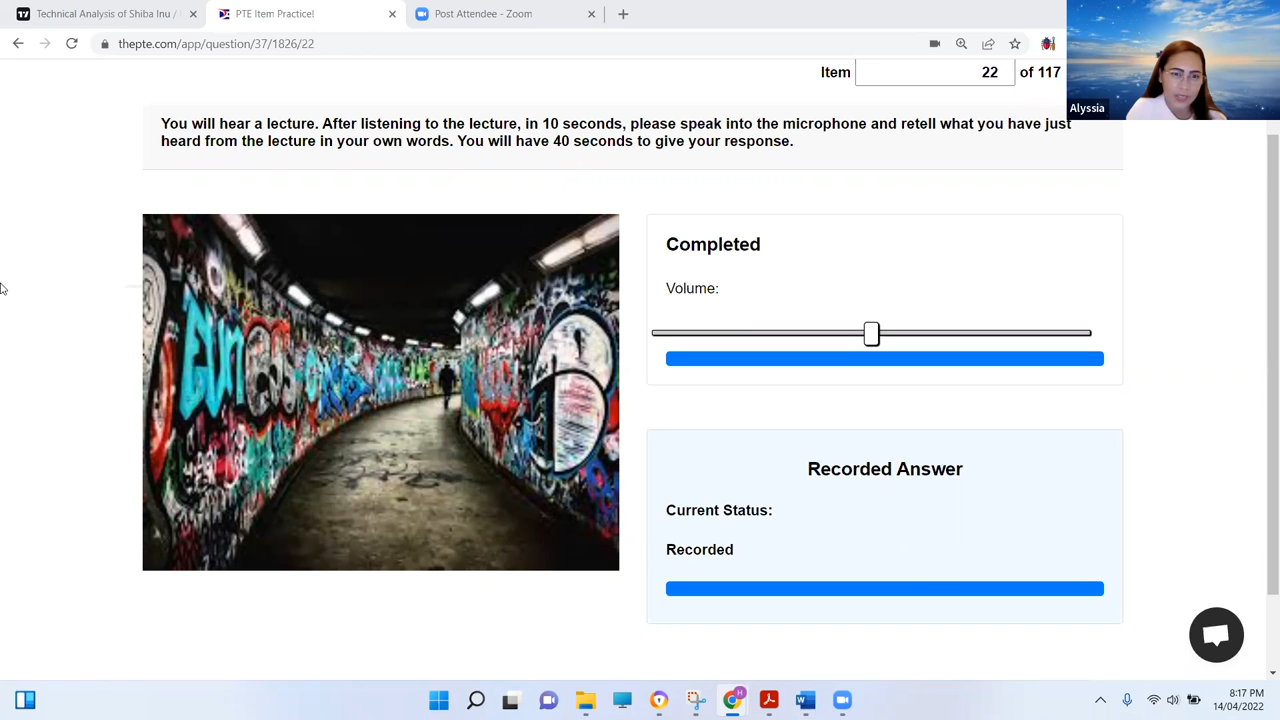 Technical Analysis of Shiba Inu /
PTE Item Practice!
Post Attendee - Zoom
thepte.com/app/question/37/1826/22
Item 22 of 117
Alyssia
You will hear a lecture. After listening to the lecture, in 10 seconds, please speak into the microphone and retell what you have just
heard from the lecture in your own words. You will have 40 seconds to give your response.
Completed
Volume:
Recorded Answer
Current Status:
Recorded
8:17 PM
14/04/2022